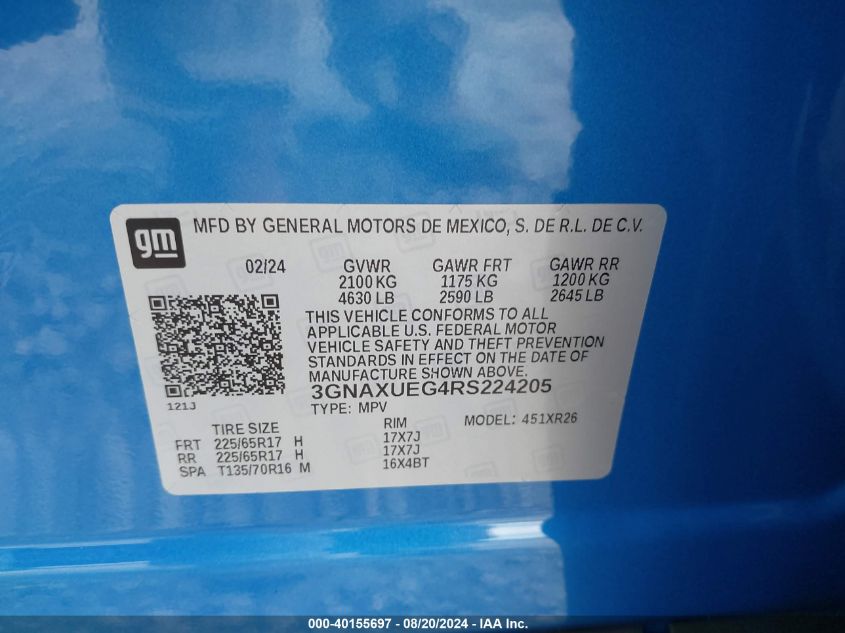 gm
MFD BY GENERAL MOTORS DE MEXICO, S. DE R.L. DE C.V.
02/24 GVWR GAWR FRT GAWR RR
2100 KG 1175 KG 1200 KG
4630 LB 2590 LB 2645 LB
THIS VEHICLE CONFORMS TO ALL
APPLICABLE U.S. FEDERAL MOTOR
VEHICLE SAFETY AND THEFT PREVENTION
STANDARDS IN EFFECT ON THE DATE OF
MANUFACTURE SHOWN ABOVE.
3GNAXUEG4RS224205
121J
TYPE: MPV MODEL: 451XR26
TIRE SIZE RIM
FRT 225/65R17 H 17X7J
RR 225/65R17 H 17X7J
SPA T135/70R16 M 16X4BT
000-40155697 - 08/20/2024 - IAA Inc.